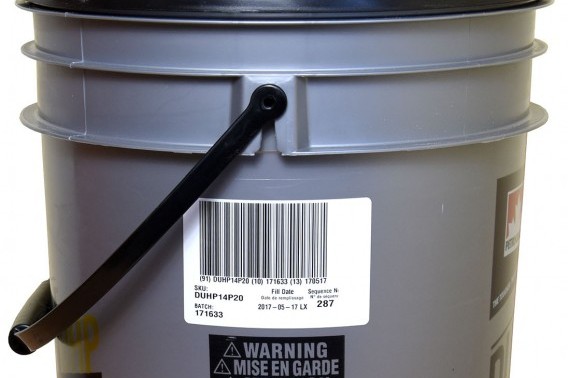 (91) DUHP14P20 (10) 171633 (13) 170517
SKU: Fill Date Sequence N:
DUHP14P20 Date de remplissage N° de séquen
BATCH: 2017-05-17 LX 287
171633
WARNING
MISE EN GARDE